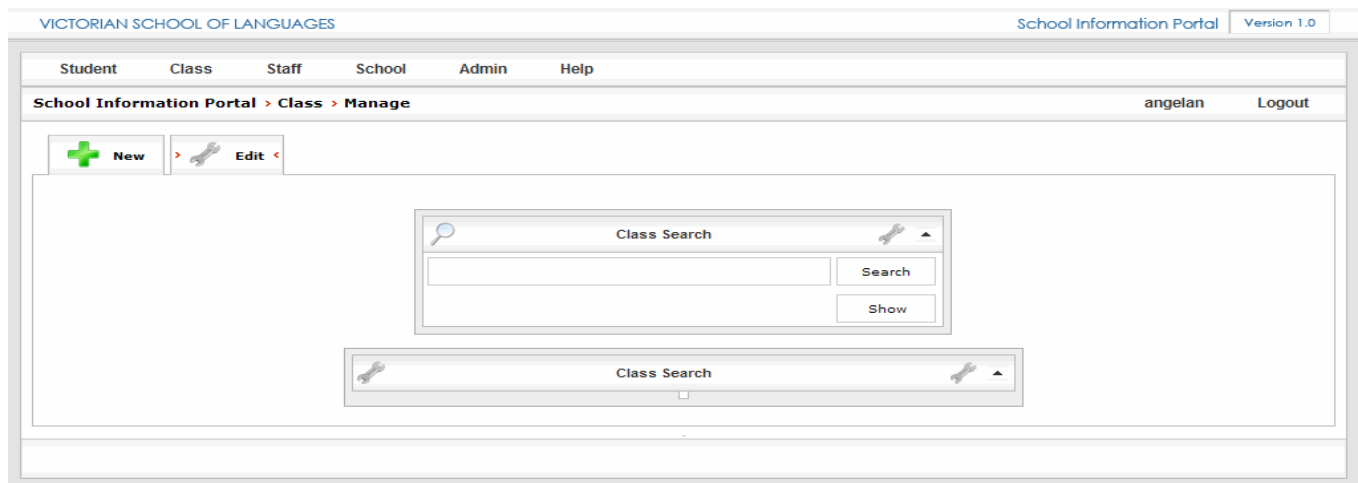 VICTORIAN SCHOOL OF LANGUAGES School Information Portal Version 1.0
Student Class Staff School Admin Help
School Information Portal › Class › Manage angelan Logout
New › Edit ‹
Class Search
Search
Show
Class Search